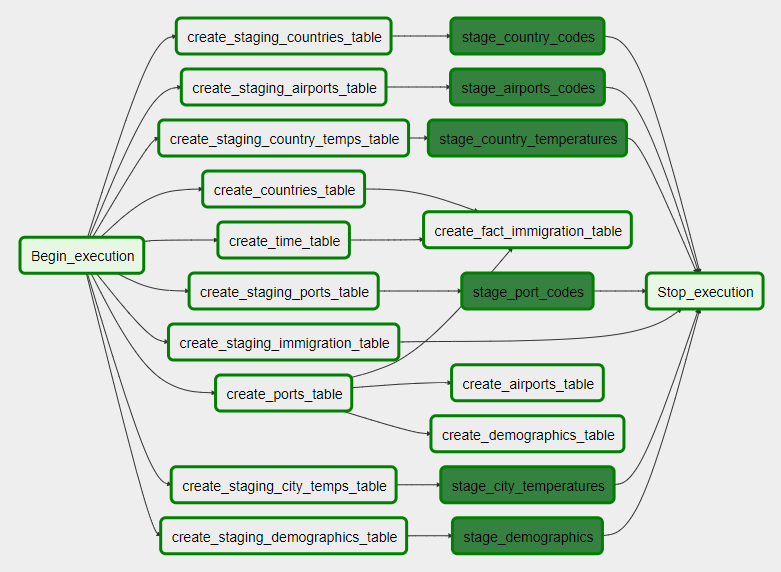 create_staging_countries_table
stage_country_codes
create_staging_airports_table
stage_airports_codes
create_staging_country_temps_table
stage_country_temperatures
create_countries_table
create_fact_immigration_table
create_time_table
Begin_execution
create_staging_ports_table
stage_port_codes
Stop_execution
create_staging_immigration_table
create_ports_table
create_airports_table
create_demographics_table
create_staging_city_temps_table
stage_city_temperatures
create_staging_demographics_table
stage_demographics